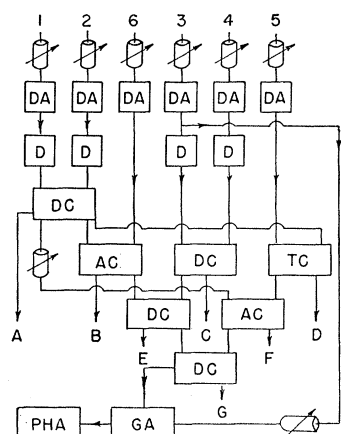 1 2 6 3 4 5
DA DA DA DA DA DA
D D D D
DC
AC DC TC
A B DC C AC D
E F
DC
G
PHA GA